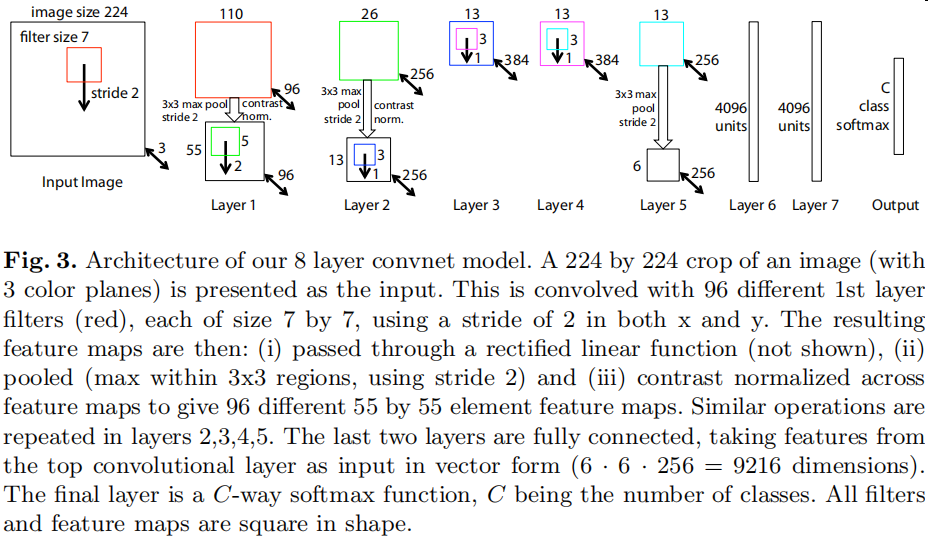 image size 224
filter size 7
stride 2
3
Input Image
110
96
3x3 max pool
stride 2
contrast
norm.
55
5
2
96
Layer 1
26
256
3x3 max
pool
stride 2
contrast
norm.
13
3
1
256
Layer 2
13
3
1
384
Layer 3
13
3
1
384
Layer 4
13
256
3x3 max
pool
stride 2
6
256
Layer 5
4096
units
Layer 6
4096
units
Layer 7
C
class
softmax
Output
Fig. 3. Architecture of our 8 layer convnet model. A 224 by 224 crop of an image (with
3 color planes) is presented as the input. This is convolved with 96 different 1st layer
filters (red), each of size 7 by 7, using a stride of 2 in both x and y. The resulting
feature maps are then: (i) passed through a rectified linear function (not shown), (ii)
pooled (max within 3x3 regions, using stride 2) and (iii) contrast normalized across
feature maps to give 96 different 55 by 55 element feature maps. Similar operations are
repeated in layers 2,3,4,5. The last two layers are fully connected, taking features from
the top convolutional layer as input in vector form (6 · 6 · 256 = 9216 dimensions).
The final layer is a C-way softmax function, C being the number of classes. All filters
and feature maps are square in shape.